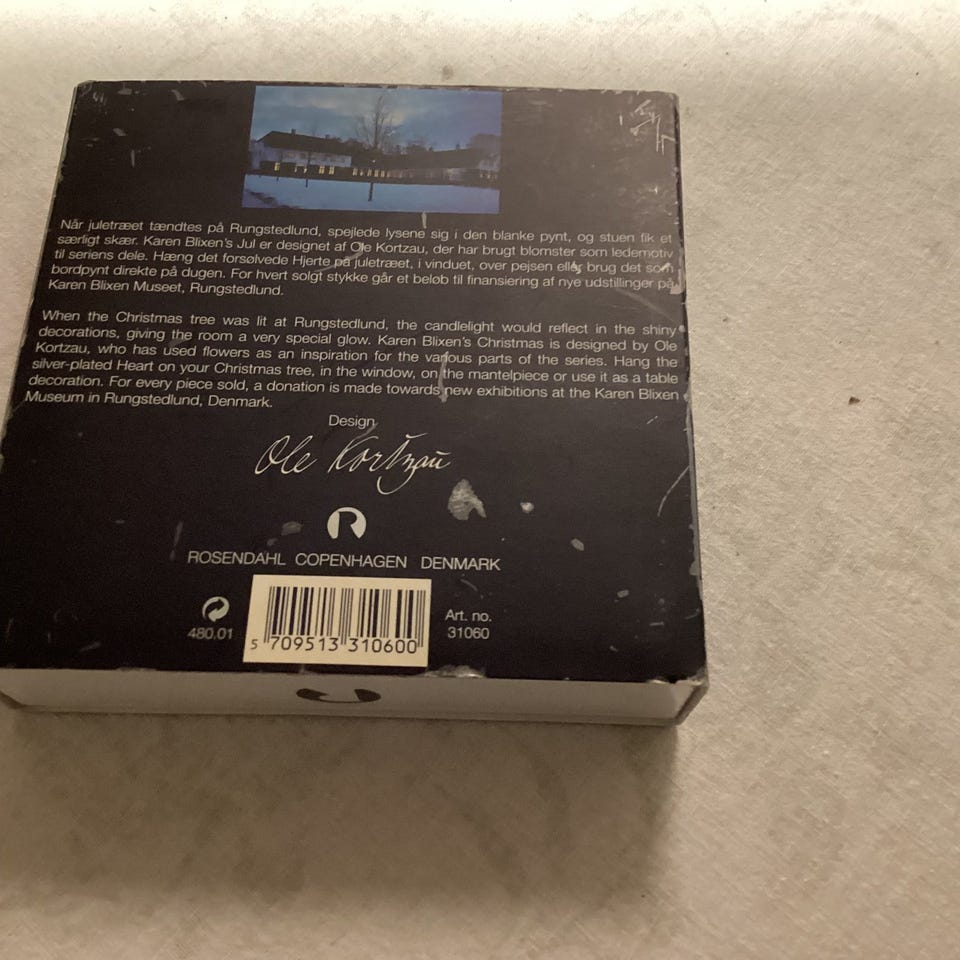 Når juletræet tændtes på Rungstedlund, spejlede lysene sig i den blanke pynt, og stuen fik et
særligt skær. Karen Blixen's Jul er designet af Ole Kortzau, der har brugt blomster som ledemotiv
til seriens dele. Hæng det forsølvede Hjerte på juletræet, i vinduet, over pejsen eller brug det som
bordpynt direkte på dugen. For hvert solgt stykke går et beløb til finansiering af nye udstillinger på
Karen Blixen Museet, Rungstedlund.
When the Christmas tree was lit at Rungstedlund, the candlelight would reflect in the shiny
decorations, giving the room a very special glow. Karen Blixen's Christmas is designed by Ole
Kortzau, who has used flowers as an inspiration for the various parts of the series. Hang the
silver-plated Heart on your Christmas tree, in the window, on the mantelpiece or use it as a table
decoration. For every piece sold, a donation is made towards new exhibitions at the Karen Blixen
Museum in Rungstedlund, Denmark.
Design
Ole Kortzau
R
ROSENDAHL COPENHAGEN DENMARK
480.01
5 709513 310600
Art. no.
31060